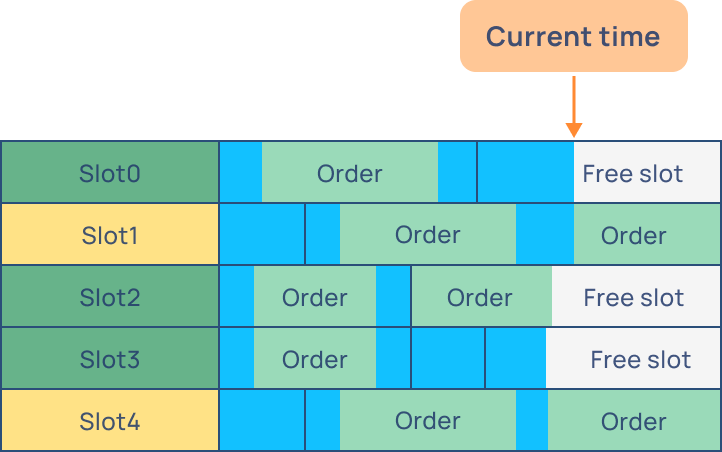 Current time
Slot0 Order Free slot
Slot1 Order Order
Slot2 Order Order Free slot
Slot3 Order Free slot
Slot4 Order Order